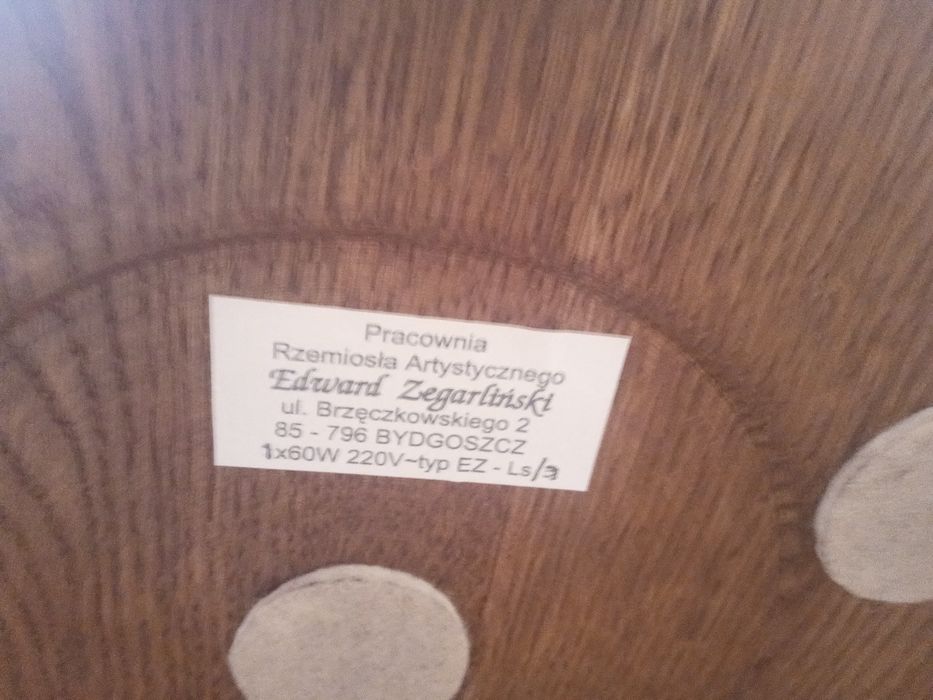 Pracownia
Rzemiosła Artystycznego
Edward Zegarliński
ul. Brzęczkowskiego 2
85 - 796 BYDGOSZCZ
1x60W 220V~typ EZ - Ls/3